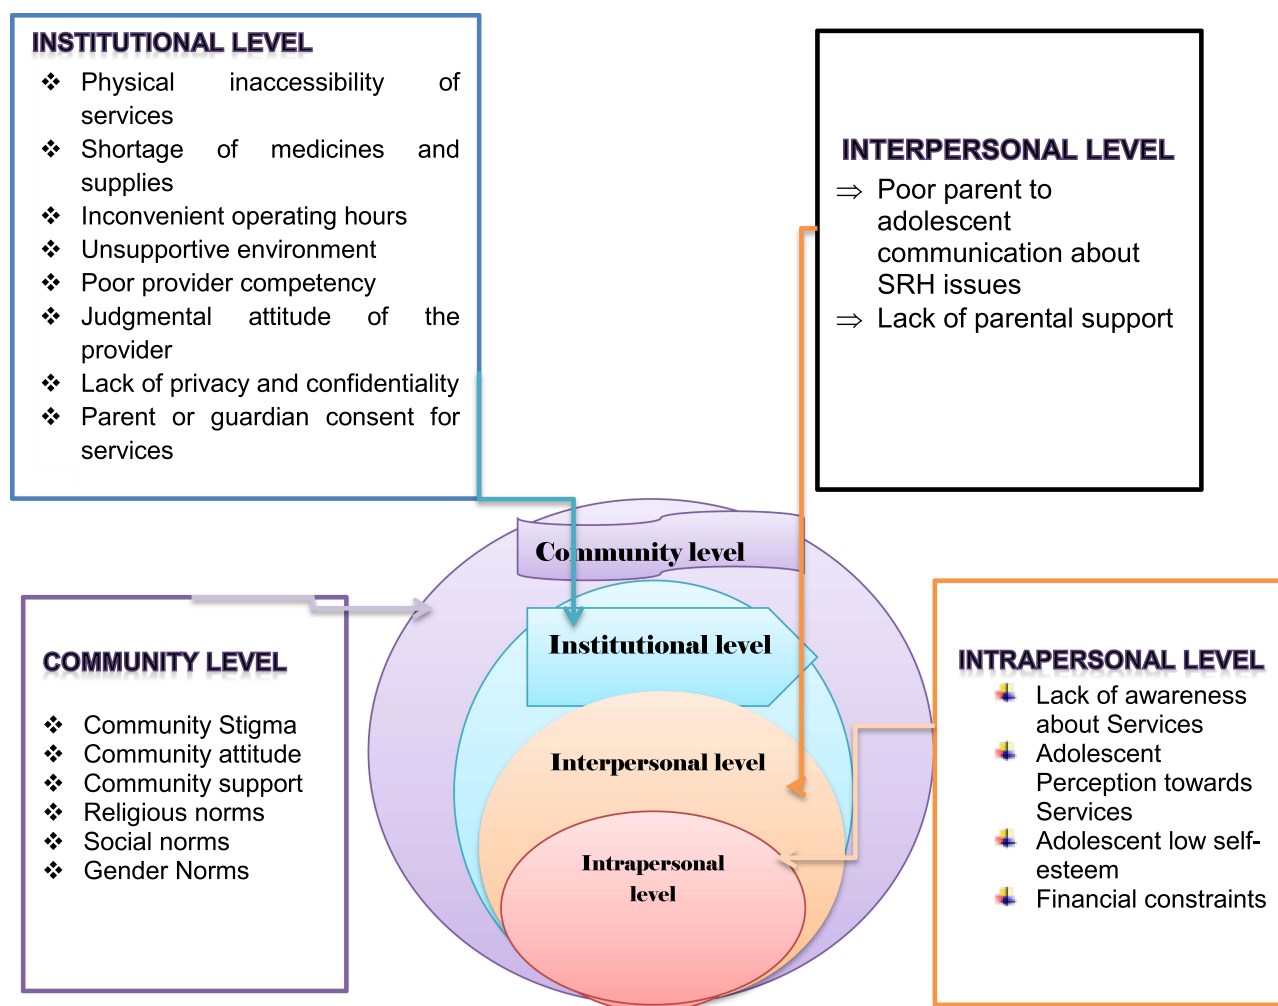 INSTITUTIONAL LEVEL
❖ Physical inaccessibility of
services
❖ Shortage of medicines and
supplies
❖ Inconvenient operating hours
❖ Unsupportive environment
❖ Poor provider competency
❖ Judgmental attitude of the
provider
❖ Lack of privacy and confidentiality
❖ Parent or guardian consent for
services
INTERPERSONAL LEVEL
⇒ Poor parent to
adolescent
communication about
SRH issues
⇒ Lack of parental support
Community level
Institutional level
Interpersonal level
Intrapersonal
level
COMMUNITY LEVEL
❖ Community Stigma
❖ Community attitude
❖ Community support
❖ Religious norms
❖ Social norms
❖ Gender Norms
INTRAPERSONAL LEVEL
Lack of awareness
about Services
Adolescent
Perception towards
Services
Adolescent low self-
esteem
Financial constraints